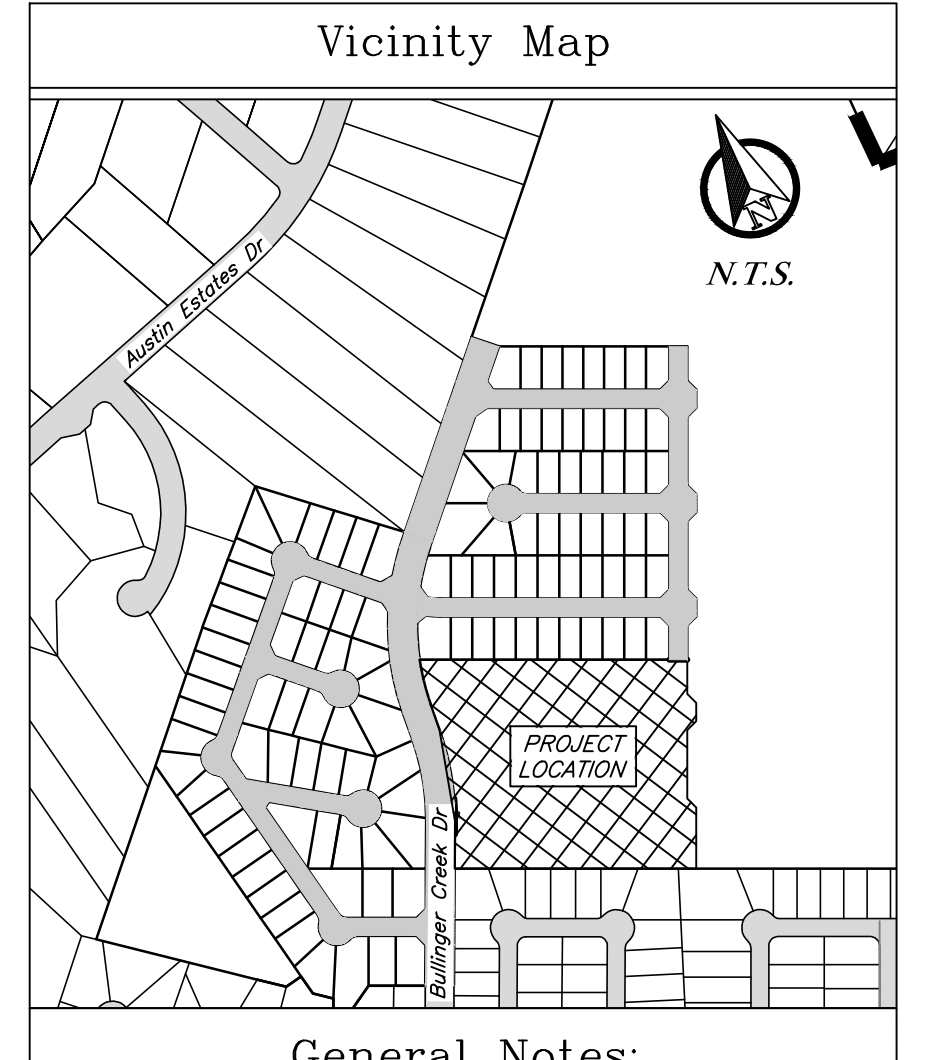 Vicinity Map
N
N.T.S.
Austin Estates Dr
PROJECT
LOCATION
Bullinger Creek Dr
General Notes: